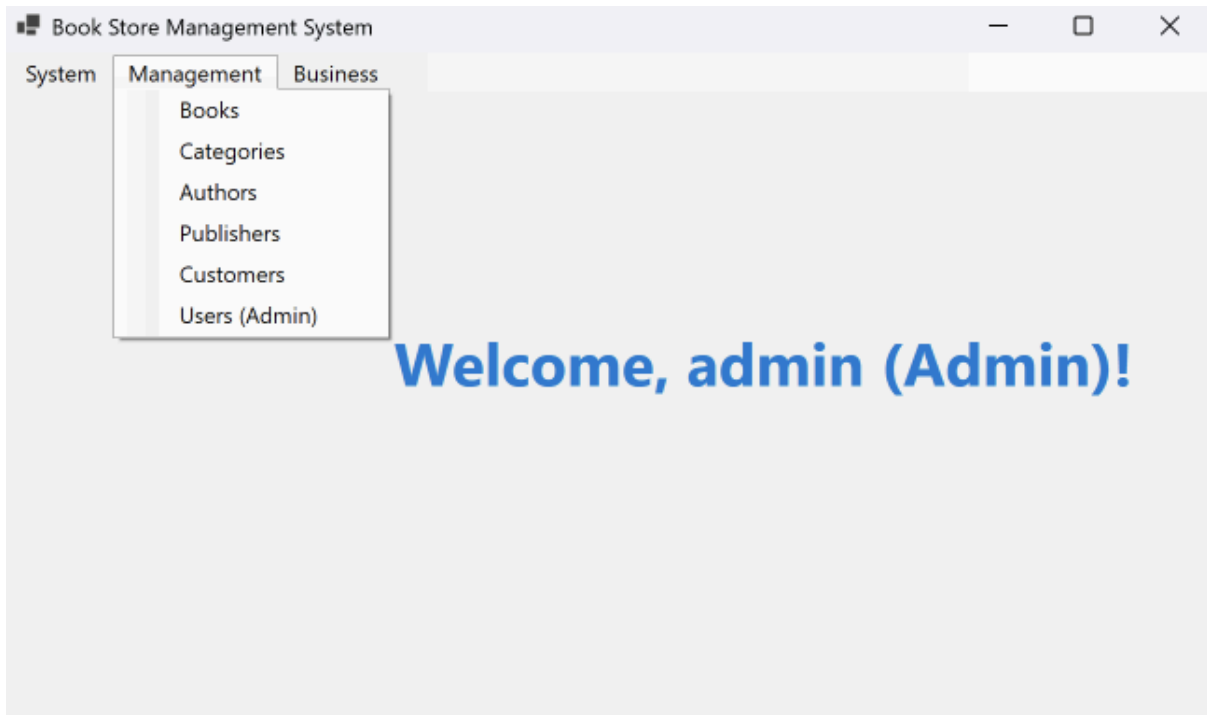 Book Store Management System
System Management Business
Books
Categories
Authors
Publishers
Customers
Users (Admin)
Welcome, admin (Admin)!